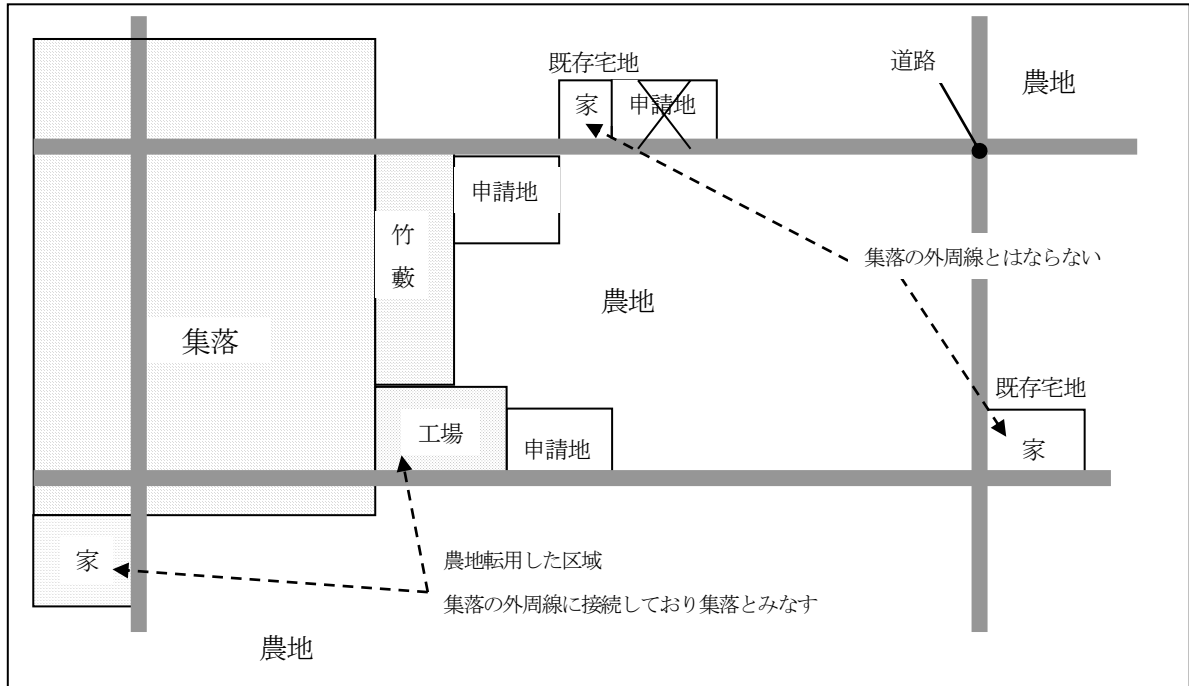 既存宅地
道路
農地
家
申請地
申請地
竹
藪
集落の外周線とはならない
農地
集落
既存宅地
工場
申請地
家
家
農地転用した区域
集落の外周線に接続しており集落とみなす
農地